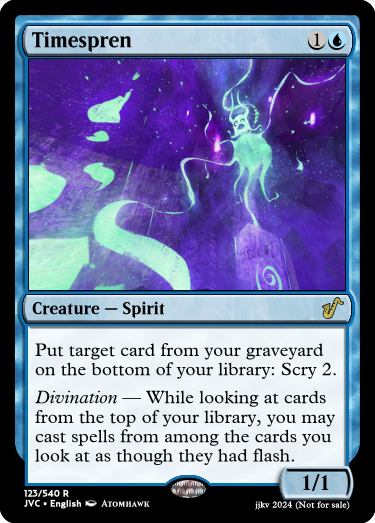 Timespren 1
Creature — Spirit
Put target card from your graveyard
on the bottom of your library: Scry 2.
Divination — While looking at cards
from the top of your library, you may
cast spells from among the cards you
look at as though they had flash.
1/1
123/540 R
JVC • English ATOMHAWK
jjkv 2024 (Not for sale)